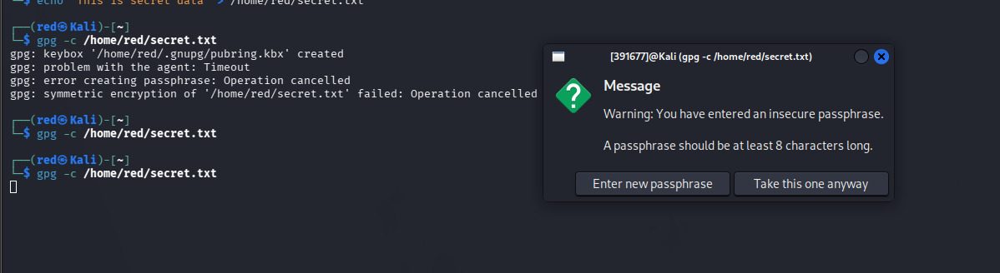 └─$ echo "This is secret data" > /home/red/secret.txt
┌──(red㉿Kali)-[~]
└─$ gpg -c /home/red/secret.txt
gpg: keybox '/home/red/.gnupg/pubring.kbx' created
gpg: problem with the agent: Timeout
gpg: error creating passphrase: Operation cancelled
gpg: symmetric encryption of '/home/red/secret.txt' failed: Operation cancelled
┌──(red㉿Kali)-[~]
└─$ gpg -c /home/red/secret.txt
┌──(red㉿Kali)-[~]
└─$ gpg -c /home/red/secret.txt
[391677]@Kali (gpg -c /home/red/secret.txt)
Message
Warning: You have entered an insecure passphrase.
A passphrase should be at least 8 characters long.
Enter new passphrase
Take this one anyway